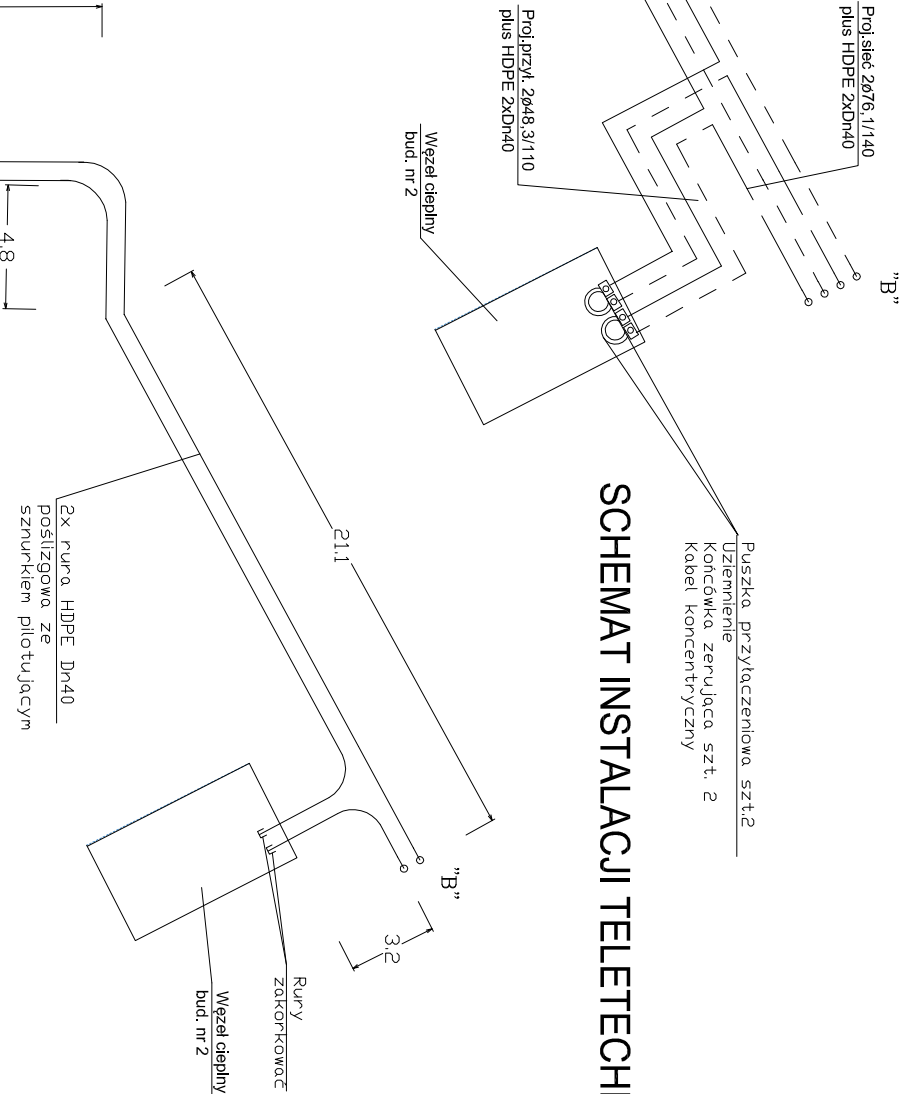 Proj.sieć 2ø76,1/140
plus HDPE 2xDn40
"B"
Proj.przył. 2ø48,3/110
plus HDPE 2xDn40
Węzeł cieplny
bud. nr 2
Puszka przyłączeniowa szt.2
Uziemnienie
Końcówka zerująca szt. 2
Kabel koncentryczny
SCHEMAT INSTALACJI TELETECH
4,8
21.1
2x rura HDPE Dn40
poślizgowa ze
sznurkiem pilotującym
"B"
3,2
Rury
zakorkować
Węzeł cieplny
bud. nr 2